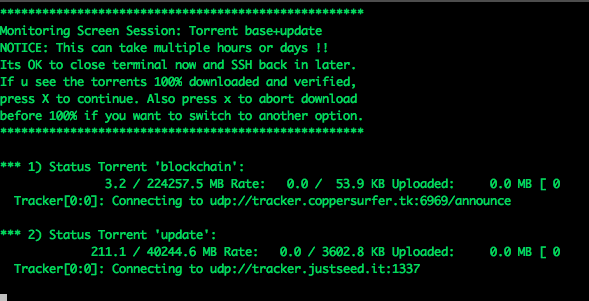 ****************************************************
Monitoring Screen Session: Torrent base+update
NOTICE: This can take multiple hours or days !!
Its OK to close terminal now and SSH back in later.
If u see the torrents 100% downloaded and verified,
press X to continue. Also press x to abort download
before 100% if you want to switch to another option.
****************************************************
*** 1) Status Torrent 'blockchain':
3.2 / 224257.5 MB Rate: 0.0 / 53.9 KB Uploaded: 0.0 MB [ 0
Tracker[0:0]: Connecting to udp://tracker.coppersurfer.tk:6969/announce
*** 2) Status Torrent 'update':
211.1 / 40244.6 MB Rate: 0.0 / 3602.8 KB Uploaded: 0.0 MB [ 0
Tracker[0:0]: Connecting to udp://tracker.justseed.it:1337